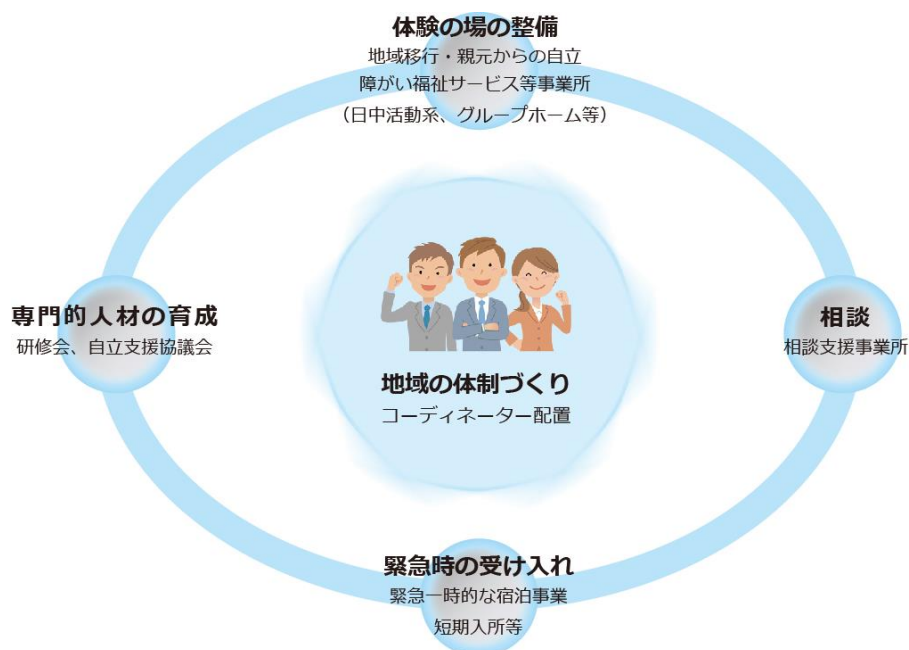 体験の場の整備
地域移行・親元からの自立
障がい福祉サービス等事業所
（日中活動系、グループホーム等）
専門的人材の育成
研修会、自立支援協議会
相談
相談支援事業所
地域の体制づくり
コーディネーター配置
緊急時の受け入れ
緊急一時的な宿泊事業
短期入所等